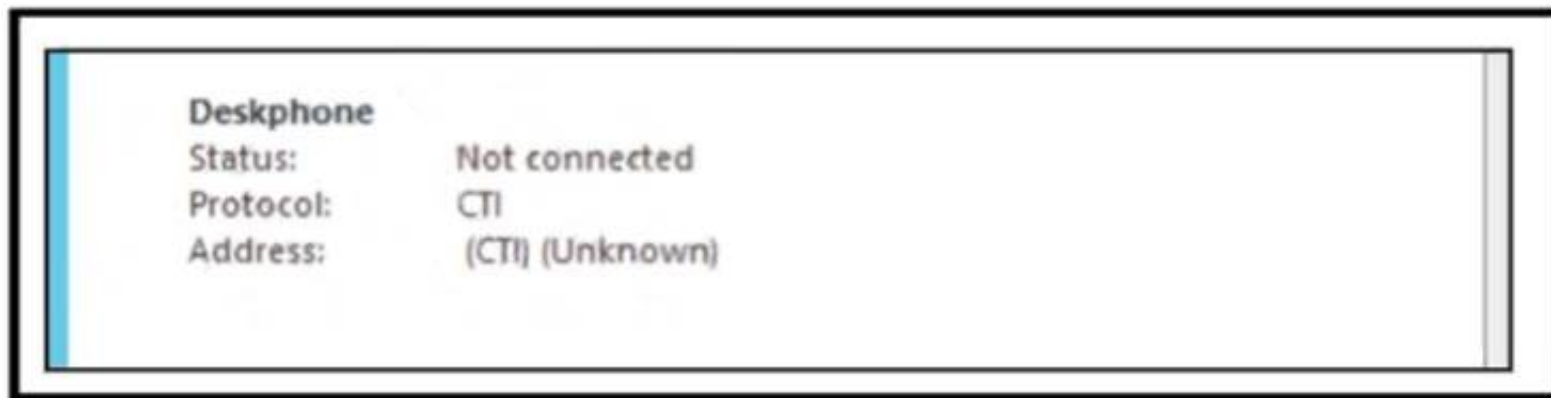 Deskphone
Status: Not connected
Protocol: CTI
Address: (CTI) (Unknown)